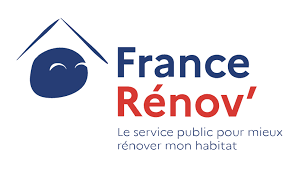 France
Rénov'
Le service public pour mieux
rénover mon habitat